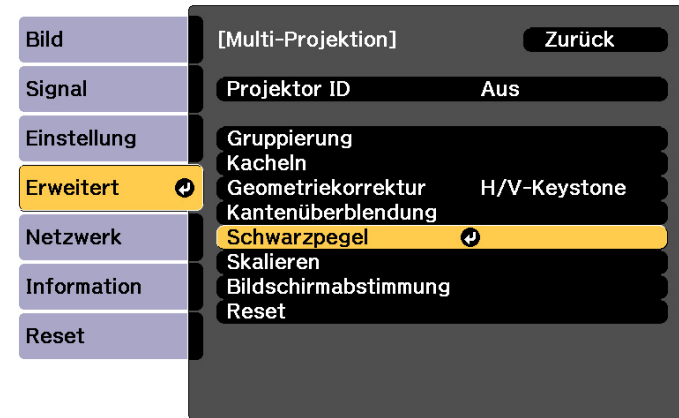 Bild
Signal
Einstellung
Erweitert
Netzwerk
Information
Reset
[Multi-Projektion] Zurück
Projektor ID Aus
Gruppierung
Kacheln
Geometriekorrektur H/V-Keystone
Kantenüberblendung
Schwarzpegel
Skalieren
Bildschirmabstimmung
Reset